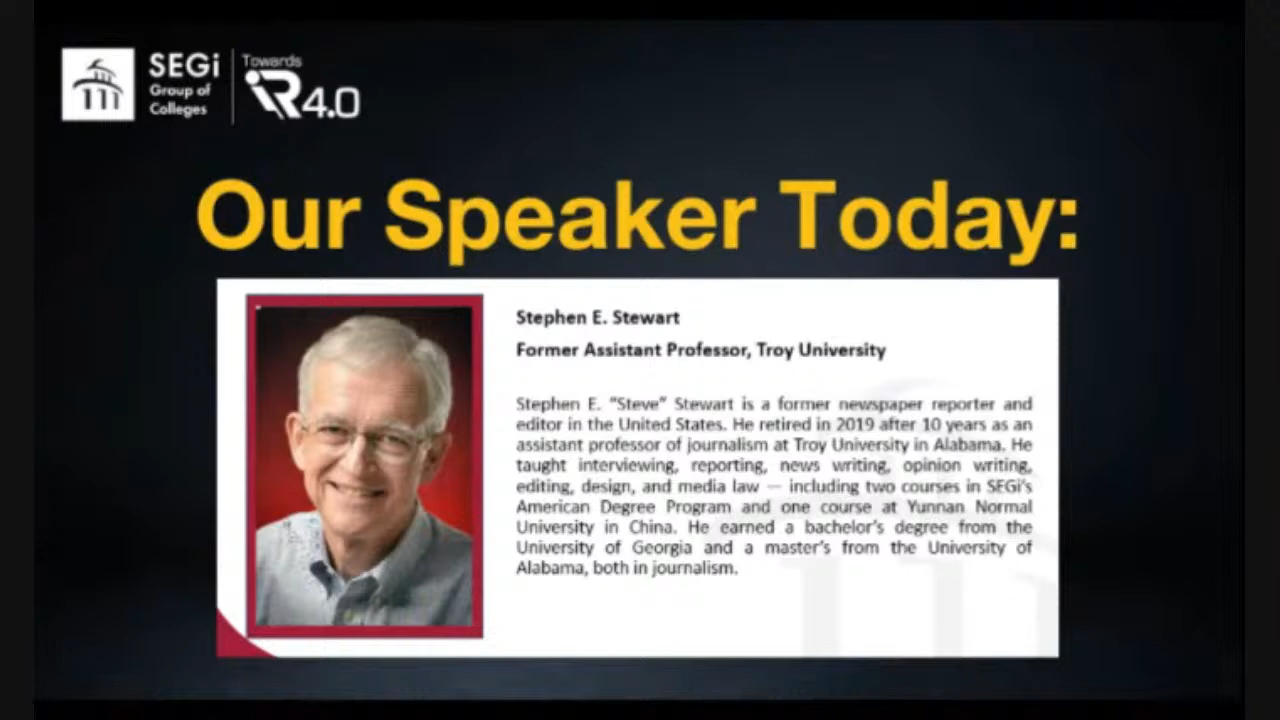 SEGi
Group of
Colleges
Towards
iR4.0
Our Speaker Today:
Stephen E. Stewart
Former Assistant Professor, Troy University
Stephen E. “Steve” Stewart is a former newspaper reporter and
editor in the United States. He retired in 2019 after 10 years as an
assistant professor of journalism at Troy University in Alabama. He
taught interviewing, reporting, news writing, opinion writing,
editing, design, and media law — including two courses in SEGi’s
American Degree Program and one course at Yunnan Normal
University in China. He earned a bachelor’s degree from the
University of Georgia and a master’s from the University of
Alabama, both in journalism.